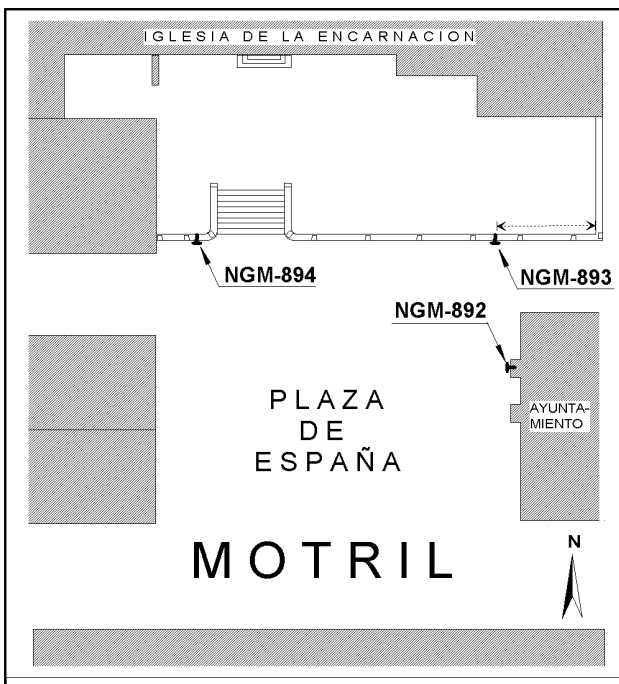 IGLESIA DE LA ENCARNACION
NGM-894
NGM-893
NGM-892
PLAZA
DE
ESPAÑA
AYUNTA-
MIENTO
MOTRIL
N